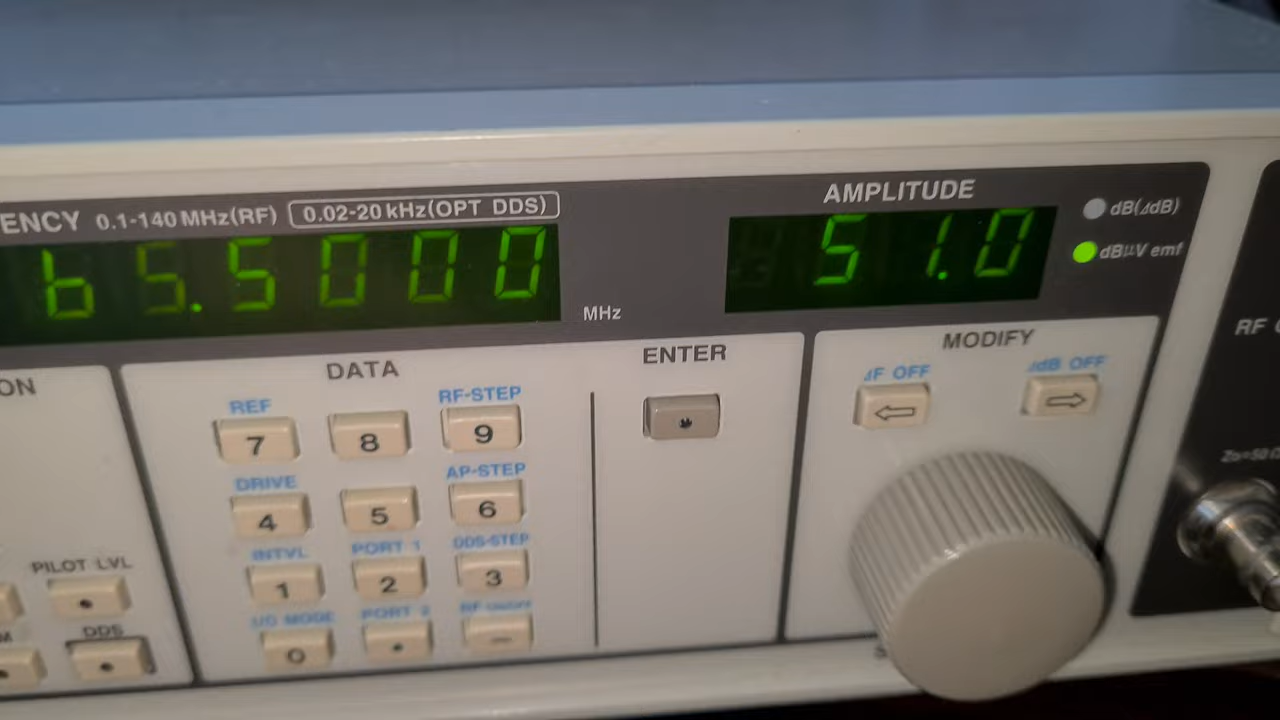 ENCY 0.1-140 MHz(RF) 0.02-20 kHz(OPT DDS)
65.5000
MHz
AMPLITUDE
51.0
dB(⊿dB)
dBμV emf
RF
Zo=50
ON
DATA
ENTER
MODIFY
REF
7
8
RF-STEP
9
⊿F OFF
⊿dB OFF
DRIVE
4
5
AP-STEP
6
INTVL
1
PORT 1
2
DDS-STEP
3
UG MODE
0
PORT 2
.
RF on/off
−
PILOT LVL
DDS